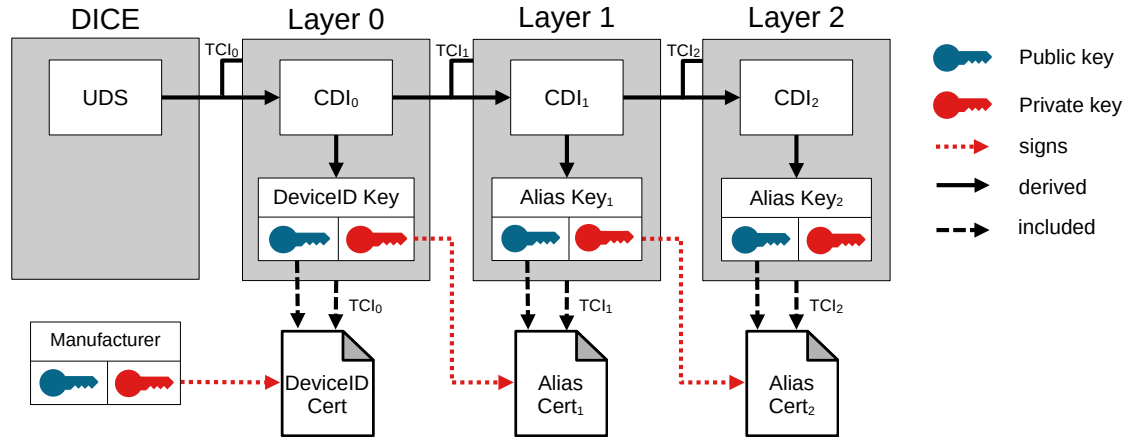 DICE
Layer 0
Layer 1
Layer 2
TCI₀
TCI₁
TCI₂
UDS
CDI₀
CDI₁
CDI₂
Public key
Private key
signs
derived
included
DeviceID Key
Alias Key₁
Alias Key₂
TCI₀
TCI₁
TCI₂
Manufacturer
DeviceID
Cert
Alias
Cert₁
Alias
Cert₂